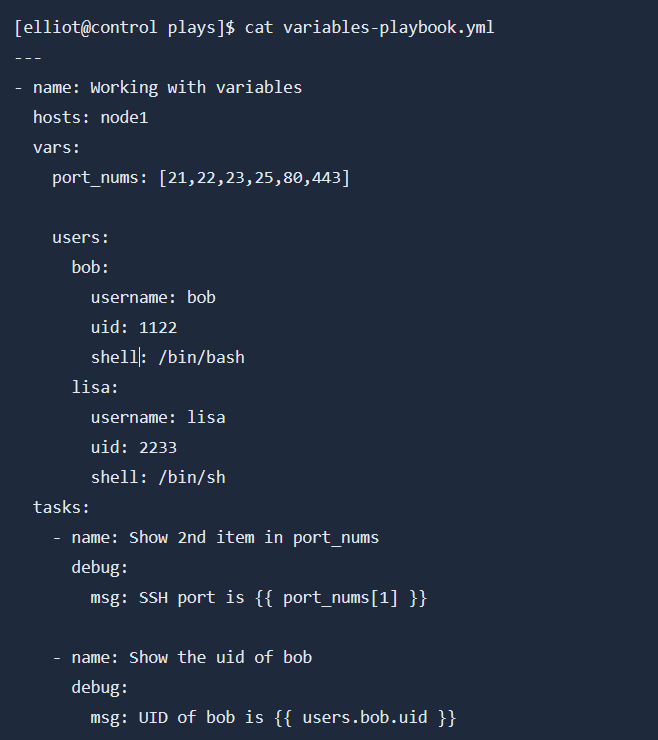 [elliot@control plays]$ cat variables-playbook.yml
---
- name: Working with variables
  hosts: node1
  vars:
    port_nums: [21,22,23,25,80,443]

    users:
      bob:
        username: bob
        uid: 1122
        shell: /bin/bash
      lisa:
        username: lisa
        uid: 2233
        shell: /bin/sh
  tasks:
    - name: Show 2nd item in port_nums
      debug:
        msg: SSH port is {{ port_nums[1] }}

    - name: Show the uid of bob
      debug:
        msg: UID of bob is {{ users.bob.uid }}